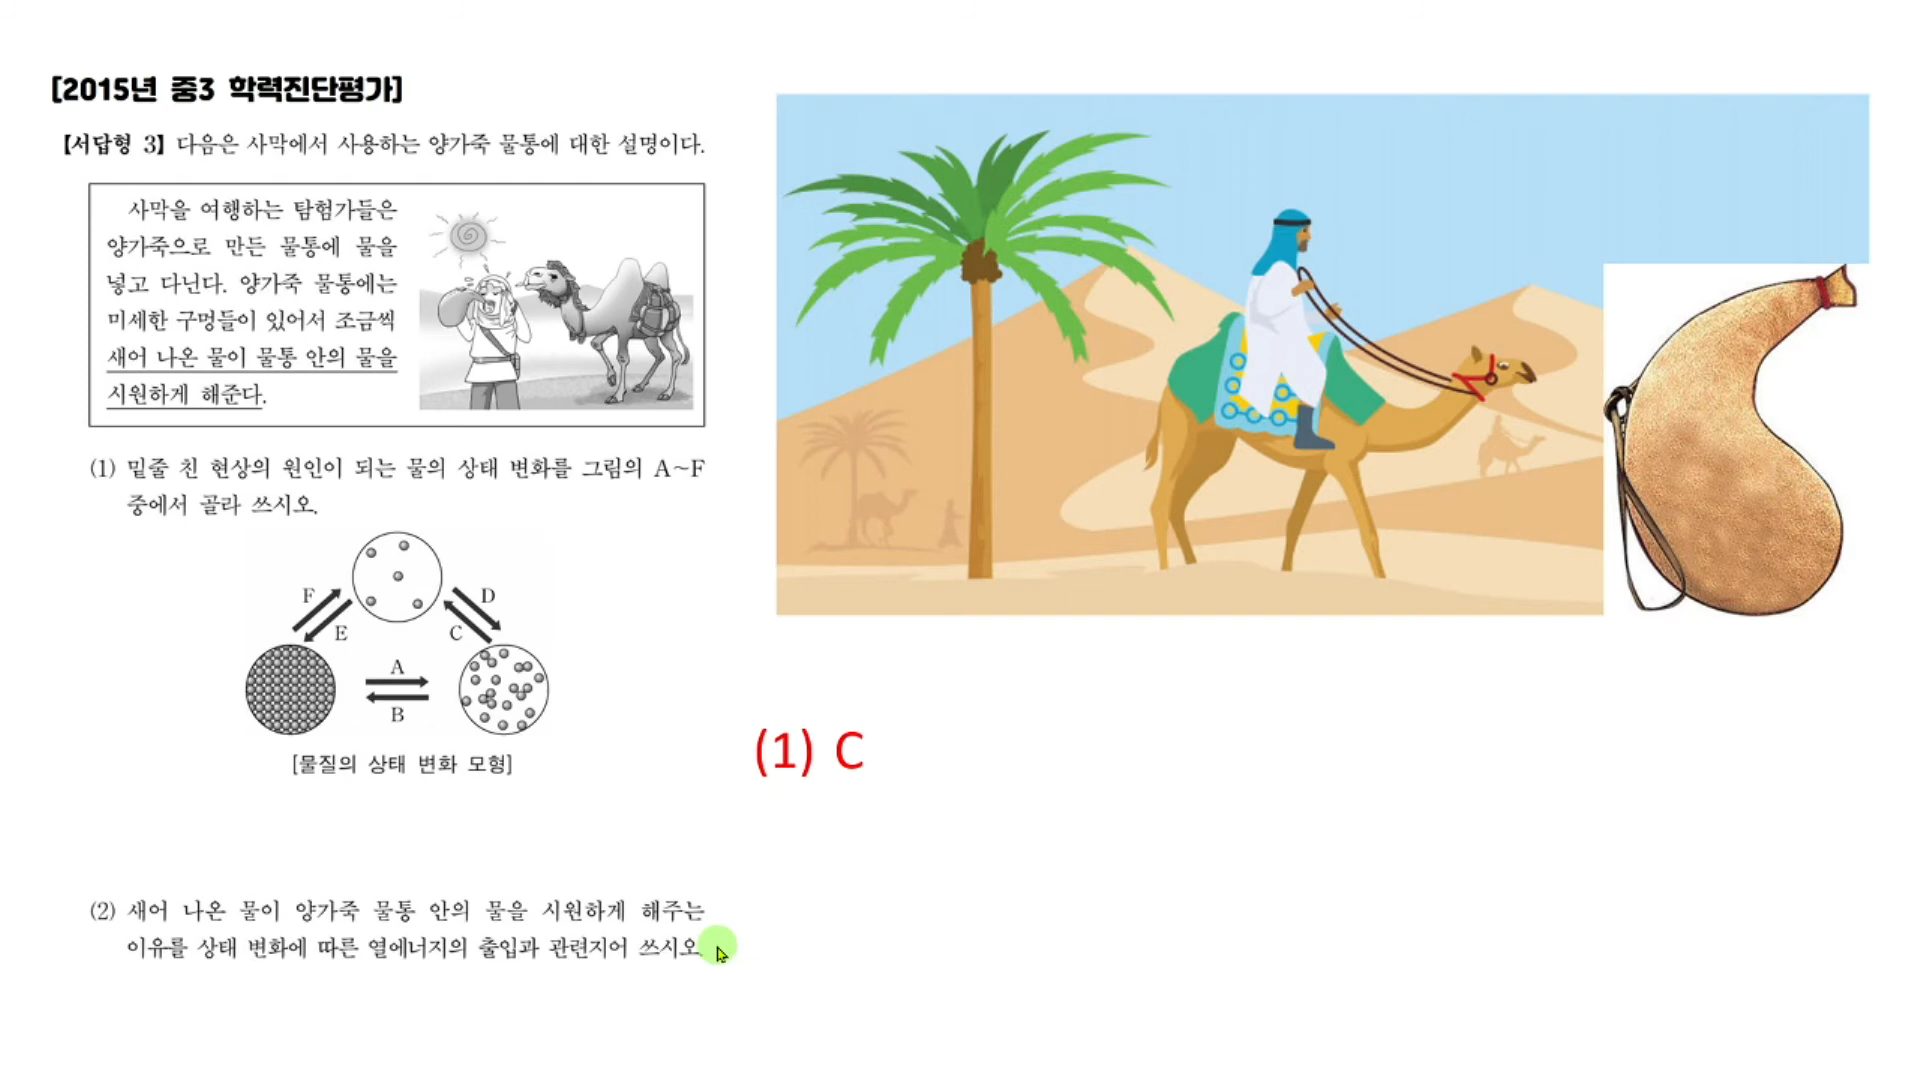 [2015년 중3 학력진단평가]
【서답형 3】 다음은 사막에서 사용하는 양가죽 물통에 대한 설명이다.
사막을 여행하는 탐험가들은
양가죽으로 만든 물통에 물을
넣고 다닌다. 양가죽 물통에는
미세한 구멍들이 있어서 조금씩
새어 나온 물이 물통 안의 물을
시원하게 해준다.
(1) 밑줄 친 현상의 원인이 되는 물의 상태 변화를 그림의 A~F
중에서 골라 쓰시오.
F
D
E
C
A
B
[물질의 상태 변화 모형]
(1) C
(2) 새어 나온 물이 양가죽 물통 안의 물을 시원하게 해주는
이유를 상태 변화에 따른 열에너지의 출입과 관련지어 쓰시오.